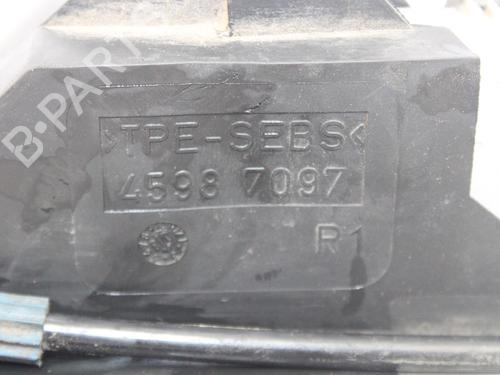 B-PARTS
>TPE-SEBS<
4598 7097
R1